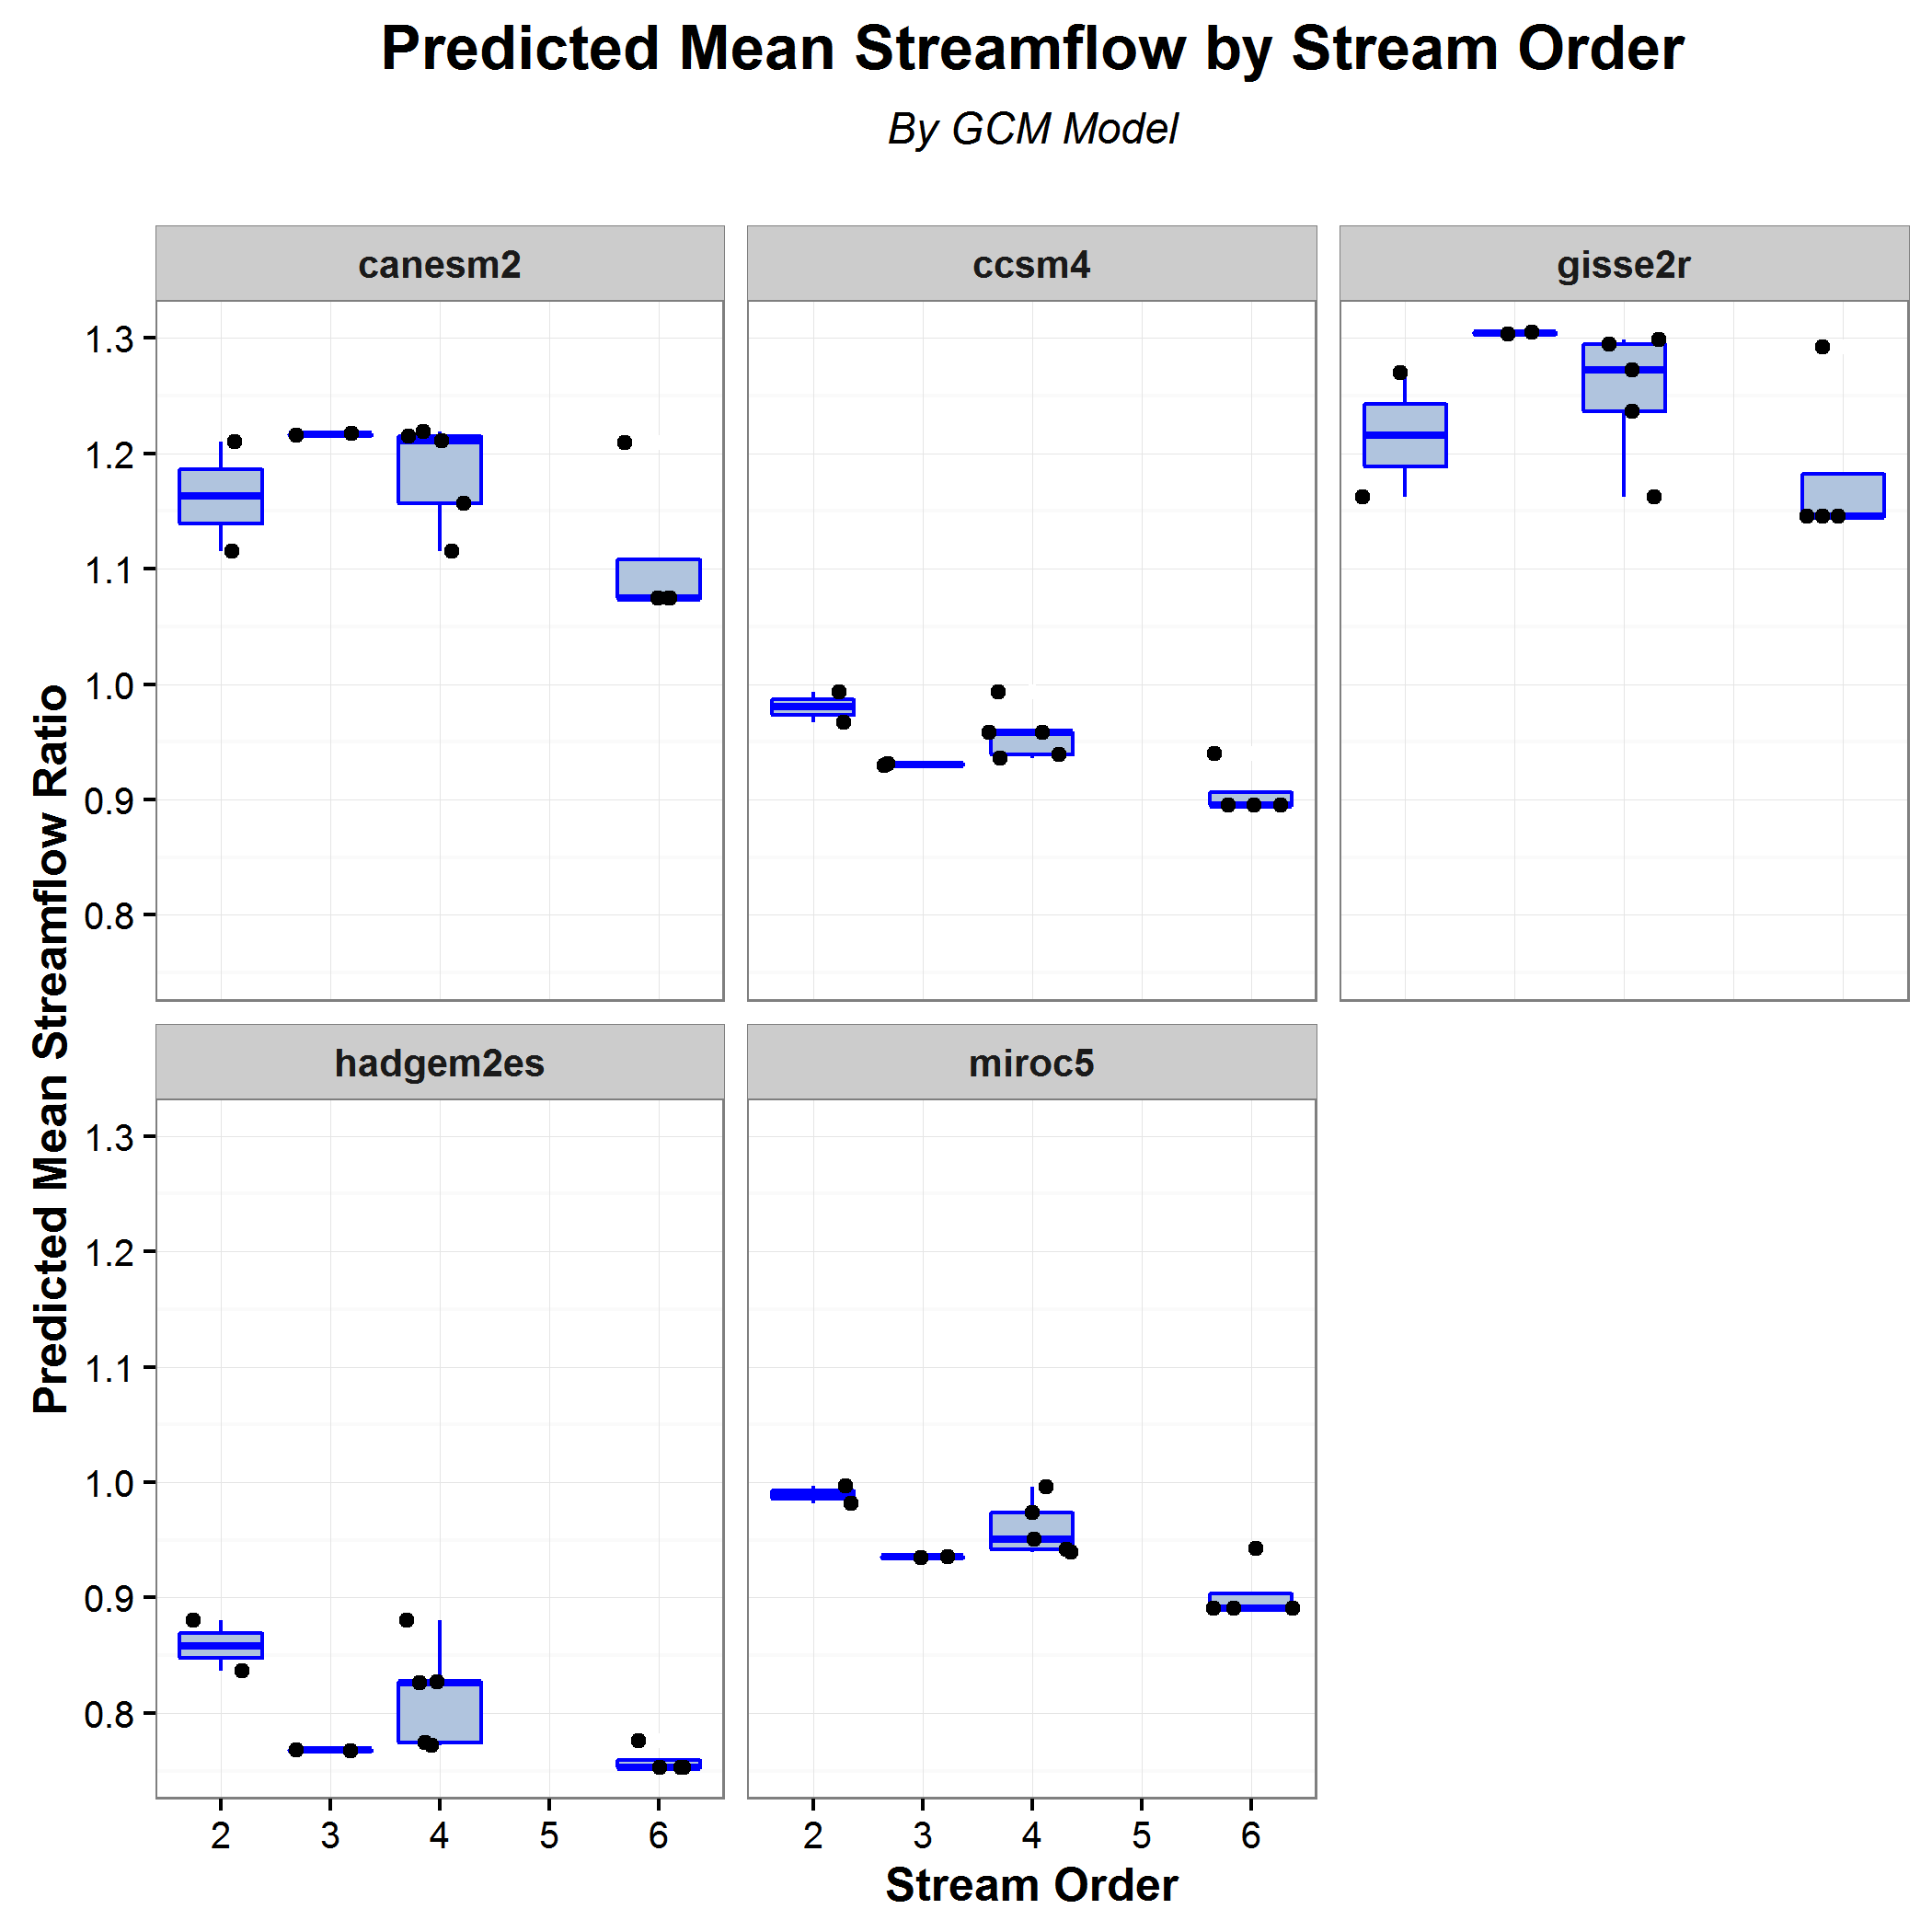 Predicted Mean Streamflow by Stream Order
By GCM Model
canesm2
ccsm4
gisse2r
1.3
1.2
1.1
1.0
0.9
0.8
Predicted Mean Streamflow Ratio
hadgem2es
miroc5
1.3
1.2
1.1
1.0
0.9
0.8
2 3 4 5 6
2 3 4 5 6
Stream Order